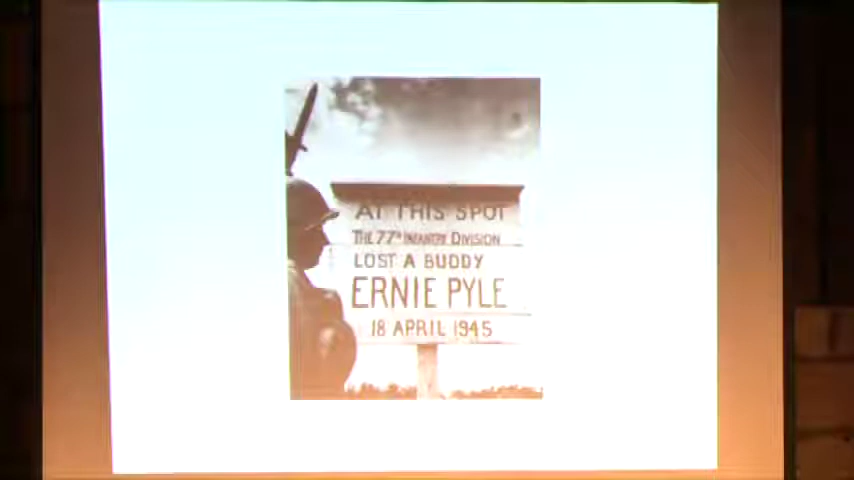 AT THIS SPOT
THE 77th INFANTRY DIVISION
LOST A BUDDY
ERNIE PYLE
18 APRIL 1945